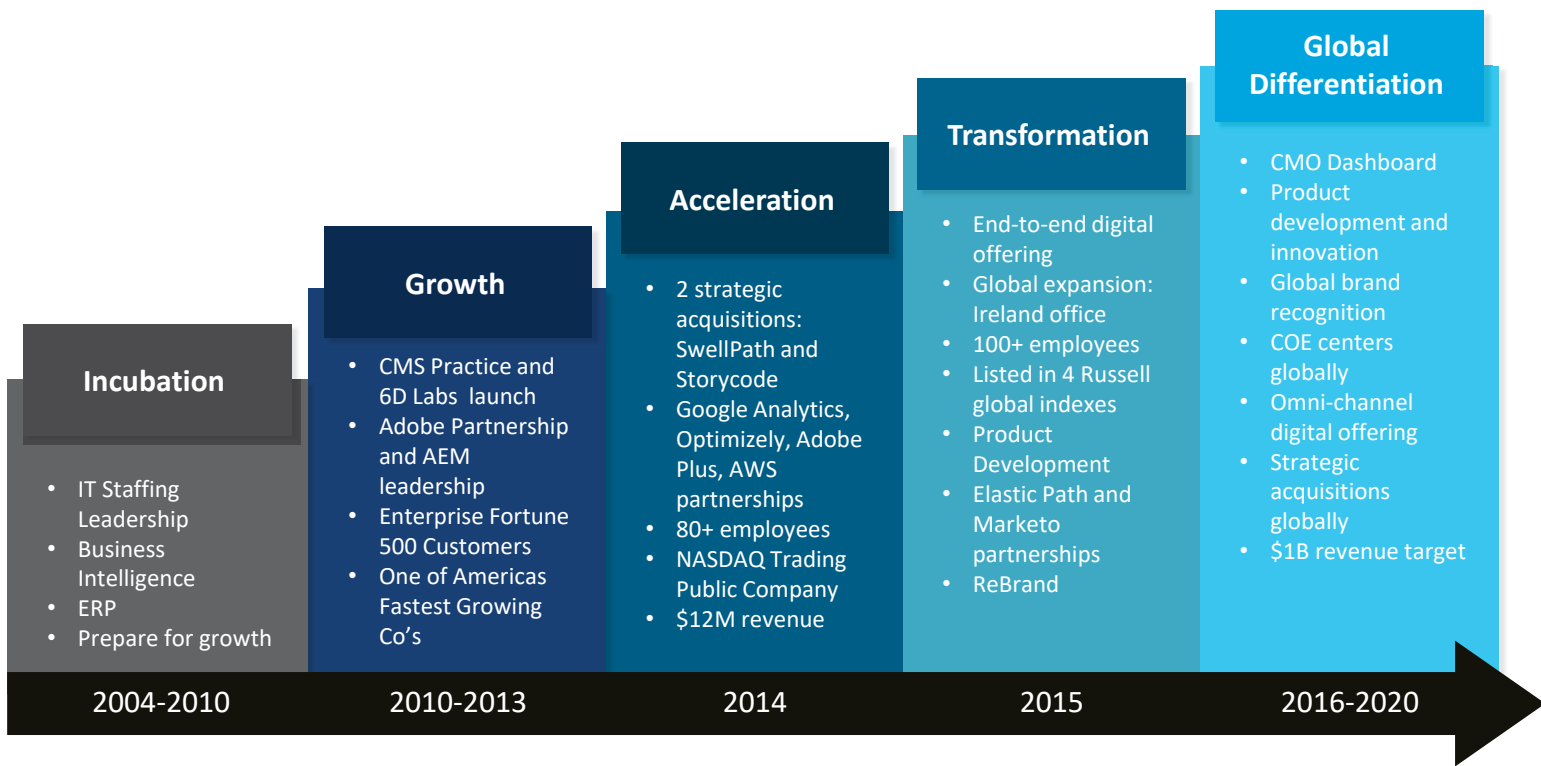 Incubation
• IT Staffing
Leadership
• Business
Intelligence
• ERP
• Prepare for growth
2004-2010
Growth
• CMS Practice and
6D Labs  launch
• Adobe Partnership
and AEM
leadership
• Enterprise Fortune
500 Customers
• One of Americas
Fastest Growing
Co’s
2010-2013
Acceleration
• 2 strategic
acquisitions:
SwellPath and
Storycode
• Google Analytics,
Optimizely, Adobe
Plus, AWS
partnerships
• 80+ employees
• NASDAQ Trading
Public Company
• $12M revenue
2014
Transformation
• End-to-end digital
offering
• Global expansion:
Ireland office
• 100+ employees
• Listed in 4 Russell
global indexes
• Product
Development
• Elastic Path and
Marketo
partnerships
• ReBrand
2015
Global
Differentiation
• CMO Dashboard
• Product
development and
innovation
• Global brand
recognition
• COE centers
globally
• Omni-channel
digital offering
• Strategic
acquisitions
globally
• $1B revenue target
2016-2020